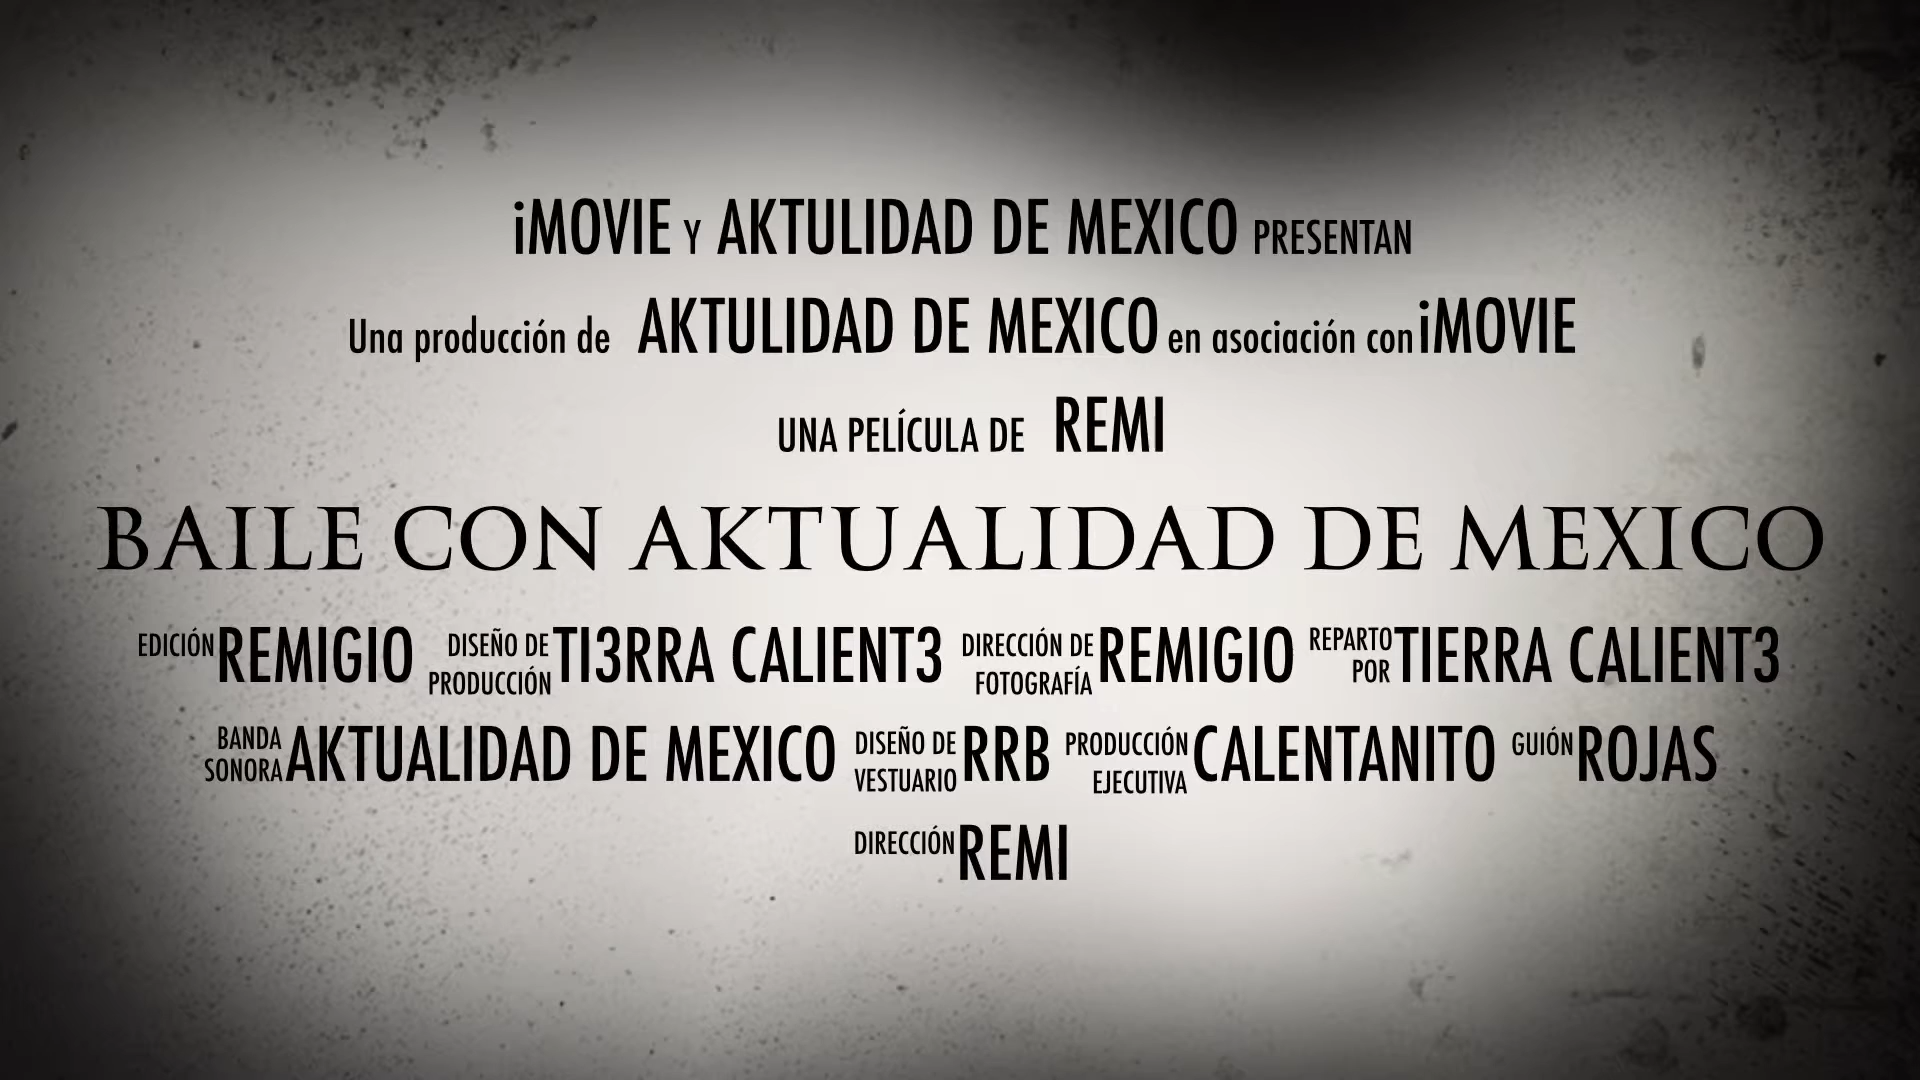 iMOVIE Y AKTULIDAD DE MEXICO PRESENTAN
Una producción de AKTULIDAD DE MEXICO en asociación con iMOVIE
UNA PELÍCULA DE REMI
BAILE CON AKTUALIDAD DE MEXICO
EDICIÓN REMIGIO DISEÑO DE PRODUCCIÓN TI3RRA CALIENT3 DIRECCIÓN DE FOTOGRAFÍA REMIGIO REPARTO POR TIERRA CALIENT3
BANDA SONORA AKTUALIDAD DE MEXICO DISEÑO DE VESTUARIO RRB PRODUCCIÓN EJECUTIVA CALENTANITO GUIÓN ROJAS
DIRECCIÓN REMI